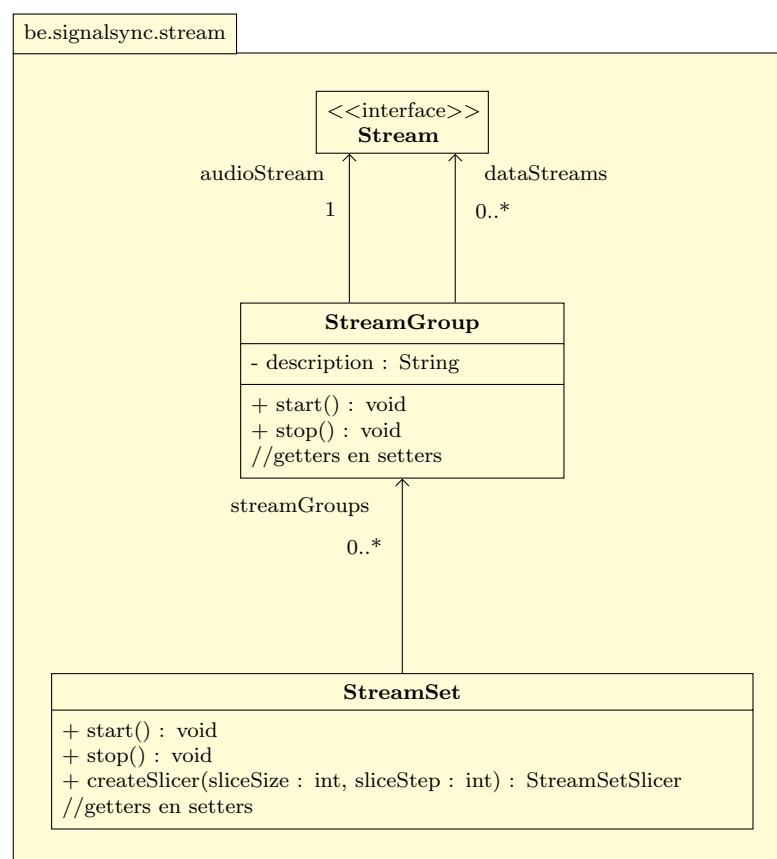 be.signalsync.stream
<<interface>>
Stream
audioStream
dataStreams
1
0..*
StreamGroup
- description : String
+ start() : void
+ stop() : void
//getters en setters
streamGroups
0..*
StreamSet
+ start() : void
+ stop() : void
+ createSlicer(sliceSize : int, sliceStep : int) : StreamSetSlicer
//getters en setters